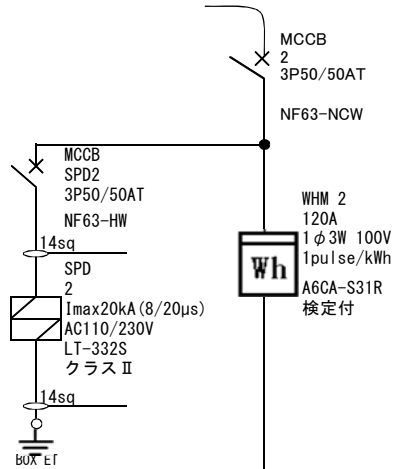 MCCB
2
3P50/50AT
NF63-NCW
MCCB
SPD2
3P50/50AT
NF63-HW
14sq
SPD
2
Imax20kA(8/20μs)
AC110/230V
LT-332S
クラスⅡ
14sq
BOX ET
WHM 2
120A
1φ3W 100V
1pulse/kWh
A6CA-S31R
検定付
Wh